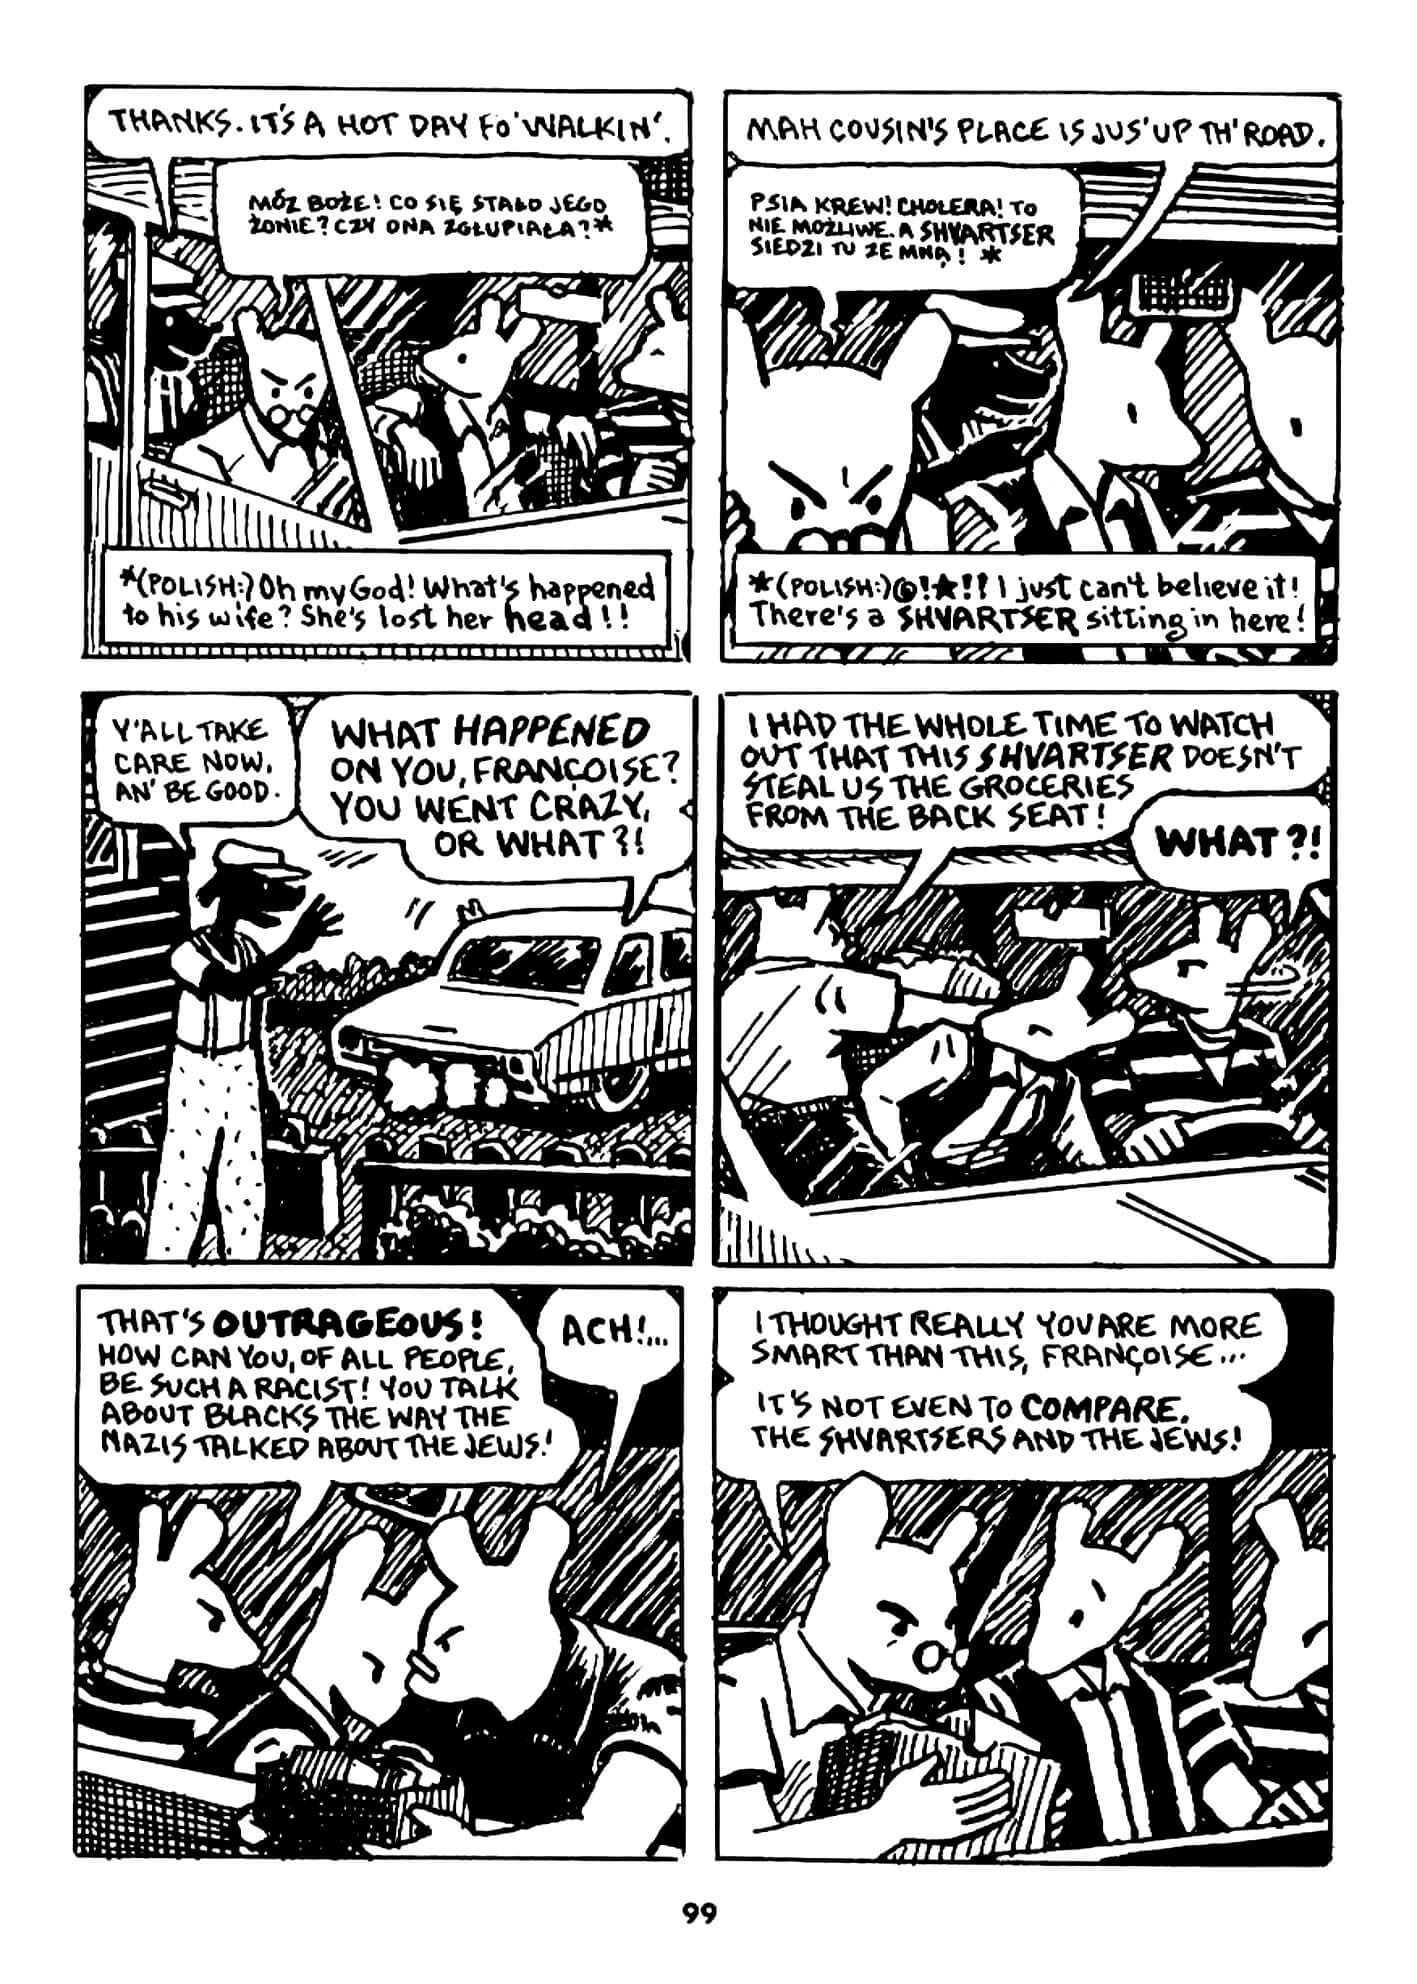 THANKS. IT'S A HOT DAY FO' WALKIN'.
MÓZ BOŻE! CO SIĘ STAŁO JEGO
ŻONIE? CZY ONA ZGŁUPIAŁA?*
*(POLISH:) Oh my God! What's happened
to his wife? She's lost her head!!
MAH COUSIN'S PLACE IS JUS' UP TH' ROAD.
PSIA KREW! CHOLERA! TO
NIE MOŻLIWE. A SHVARTSER
SIEDZI TU ZE MNĄ! *
*(POLISH:) @!★!! I just can't believe it!
There's a SHVARTSER sitting in here!
Y'ALL TAKE
CARE NOW,
AN' BE GOOD.
WHAT HAPPENED
ON YOU, FRANÇOISE?
YOU WENT CRAZY,
OR WHAT?!
I HAD THE WHOLE TIME TO WATCH
OUT THAT THIS SHVARTSER DOESN'T
STEAL US THE GROCERIES
FROM THE BACK SEAT!
WHAT?!
THAT'S OUTRAGEOUS!
HOW CAN YOU, OF ALL PEOPLE,
BE SUCH A RACIST! YOU TALK
ABOUT BLACKS THE WAY THE
NAZIS TALKED ABOUT THE JEWS!
ACH!...
I THOUGHT REALLY YOU ARE MORE
SMART THAN THIS, FRANÇOISE...
IT'S NOT EVEN TO COMPARE.
THE SHVARTSERS AND THE JEWS!
99